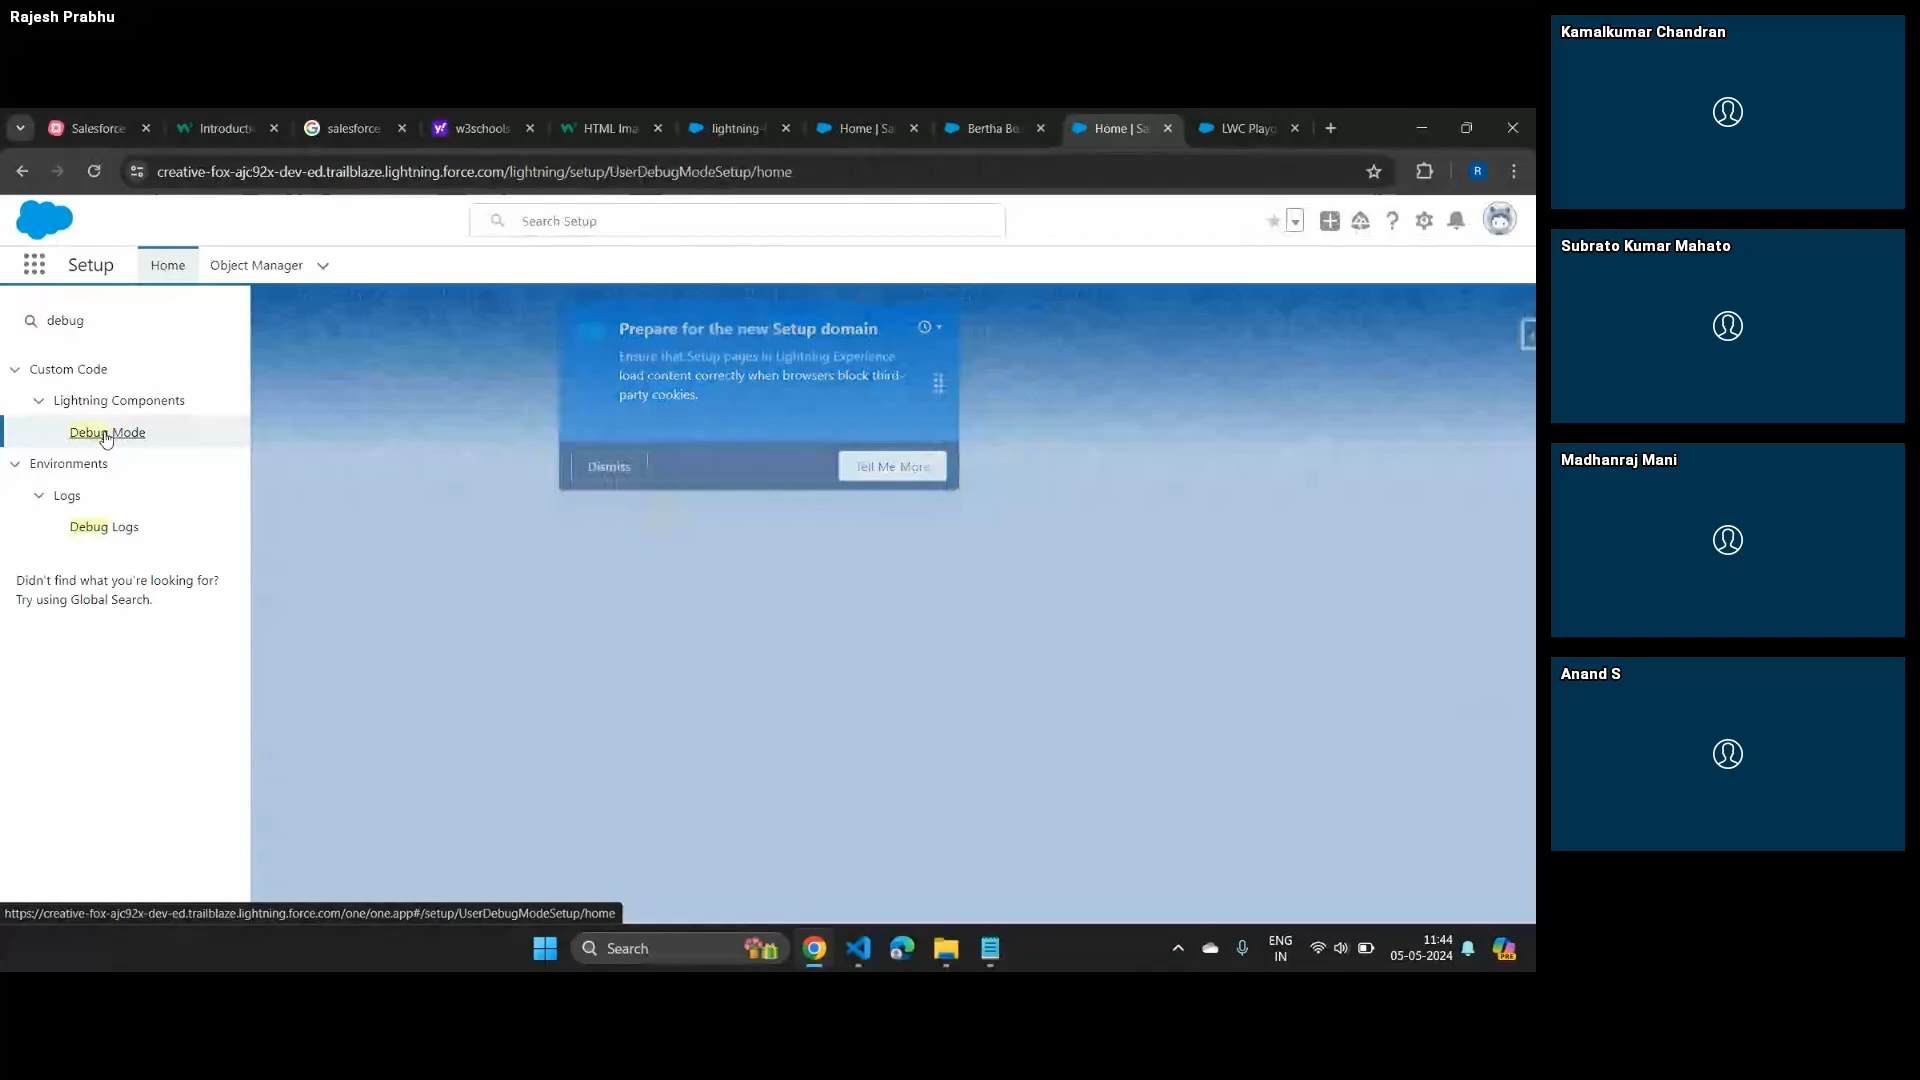 Rajesh Prabhu
Kamalkumar Chandran
Subrato Kumar Mahato
Madhanraj Mani
Anand S
Salesforce
Introducti
salesforce
w3schools
HTML Ima
lightning-
Home | Sa
Bertha Bo
Home | Sa
LWC Playg
creative-fox-ajc92x-dev-ed.trailblaze.lightning.force.com/lightning/setup/UserDebugModeSetup/home
R
Search Setup
Setup
Home
Object Manager
debug
Custom Code
Lightning Components
Debug Mode
Environments
Logs
Debug Logs
Didn't find what you're looking for?
Try using Global Search.
Prepare for the new Setup domain
Ensure that Setup pages in Lightning Experience
load content correctly when browsers block third-
party cookies.
Dismiss
Tell Me More
https://creative-fox-ajc92x-dev-ed.trailblaze.lightning.force.com/one/one.app#/setup/UserDebugModeSetup/home
Search
ENG
IN
11:44
05-05-2024
PRE